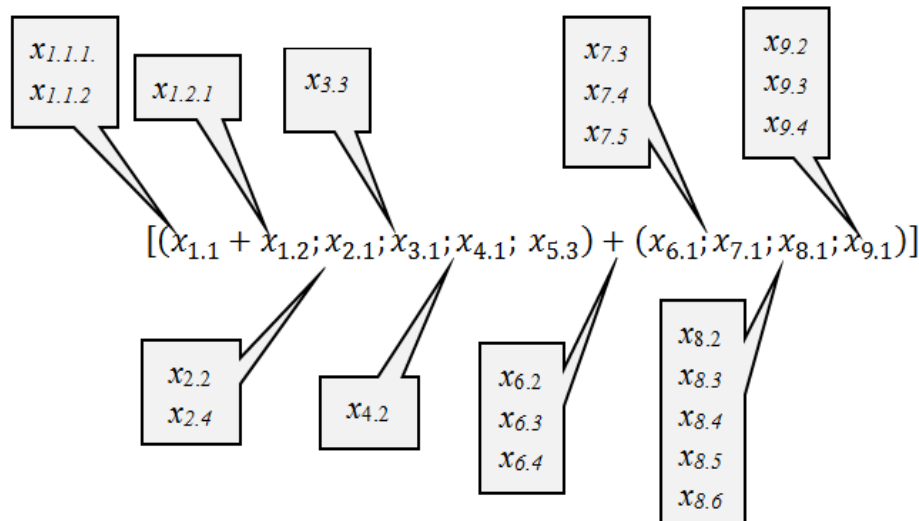 x1.1.1.
x1.1.2
x1.2.1
x3.3
x7.3
x7.4
x7.5
x9.2
x9.3
x9.4
[(x1.1 + x1.2; x2.1; x3.1; x4.1; x5.3) + (x6.1; x7.1; x8.1; x9.1)]
x2.2
x2.4
x4.2
x6.2
x6.3
x6.4
x8.2
x8.3
x8.4
x8.5
x8.6